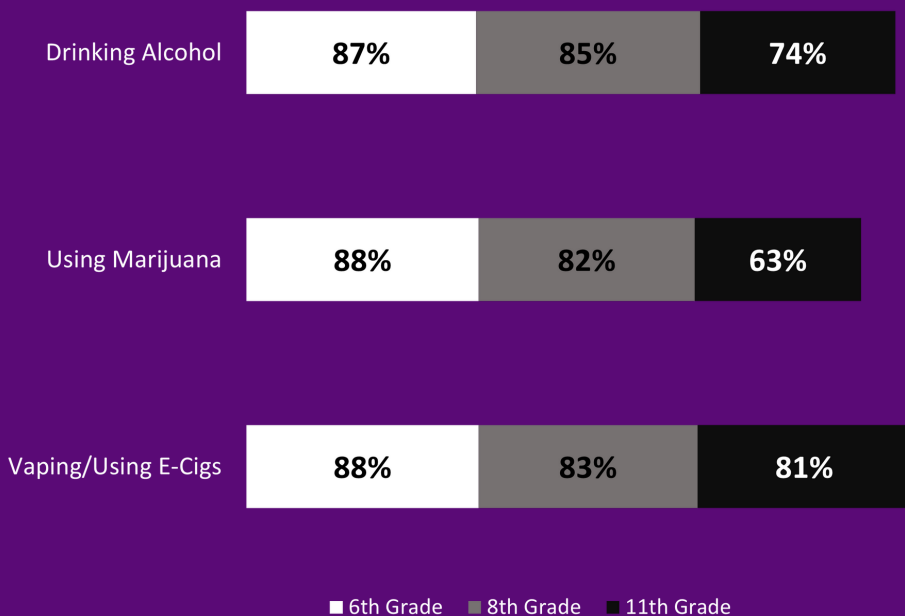 Drinking Alcohol 87% 85% 74%
Using Marijuana 88% 82% 63%
Vaping/Using E-Cigs 88% 83% 81%
6th Grade 8th Grade 11th Grade